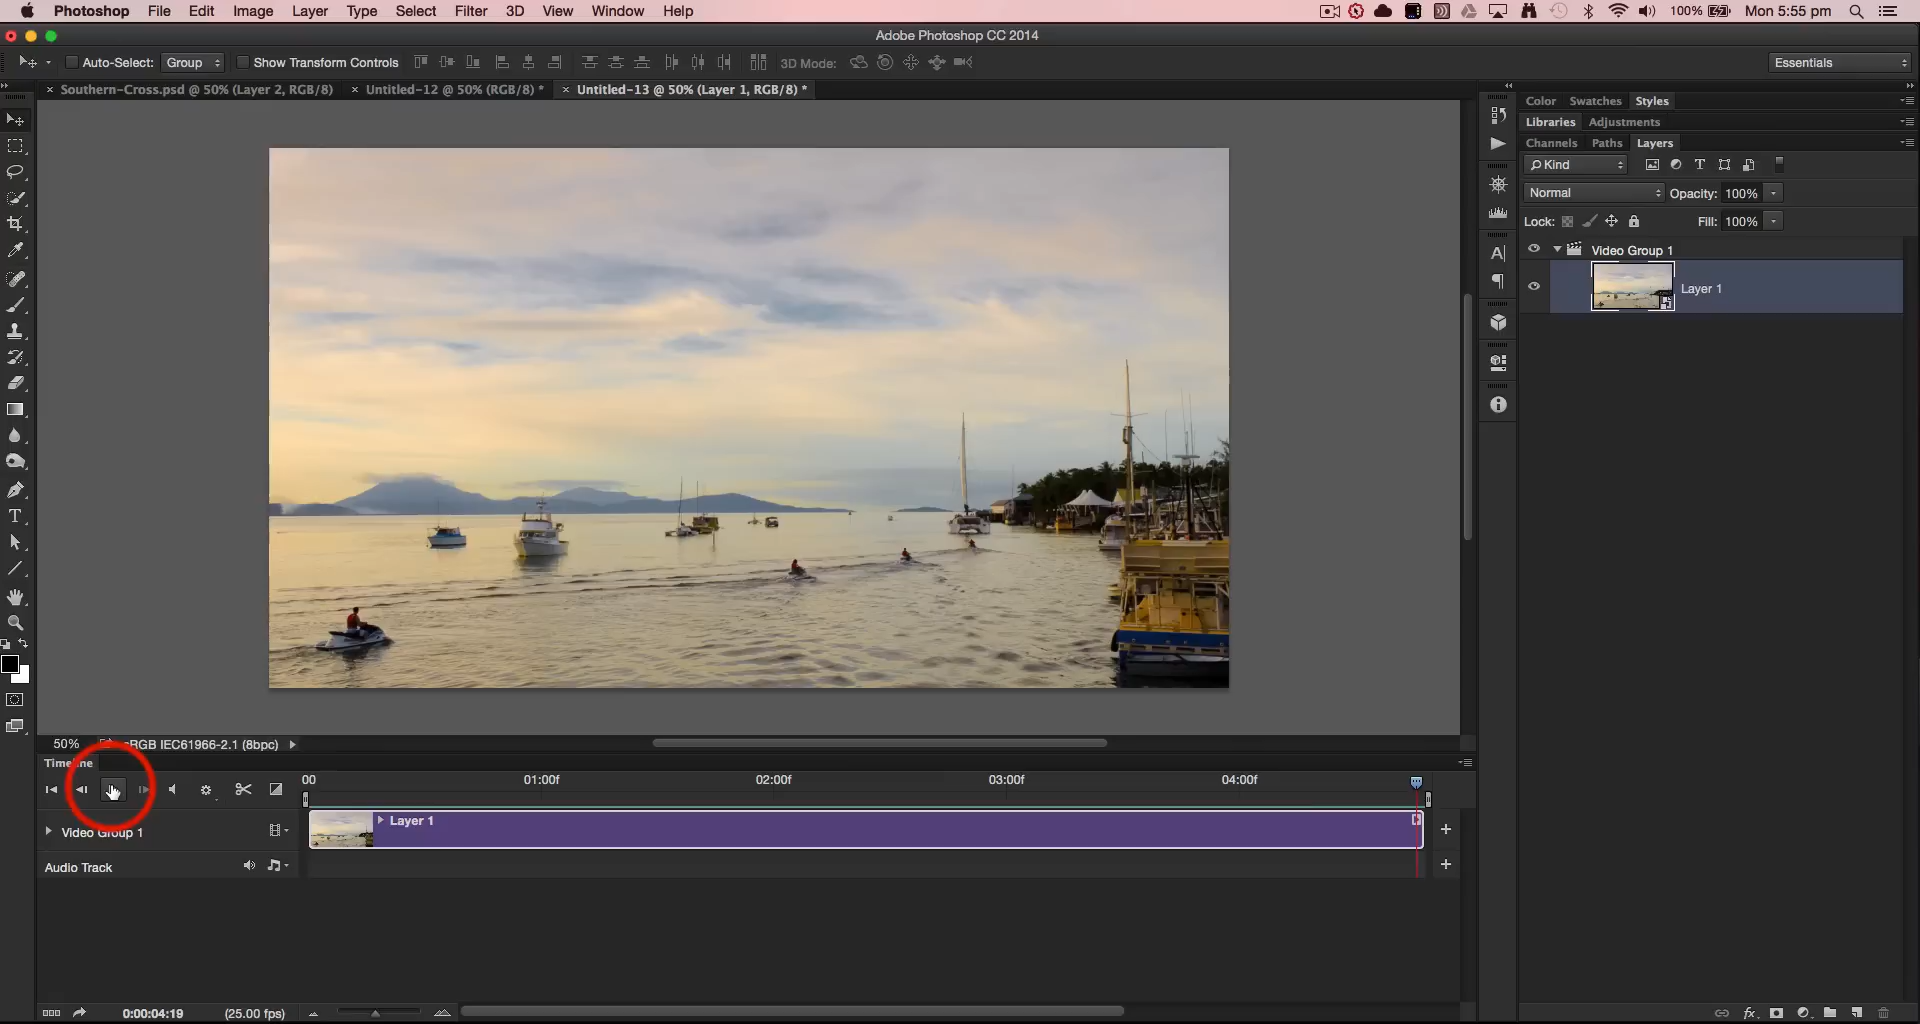 Photoshop File Edit Image Layer Type Select Filter 3D View Window Help 100% Mon 5:55 pm
Adobe Photoshop CC 2014
Auto-Select: Group Show Transform Controls 3D Mode: Essentials
Southern-Cross.psd @ 50% (Layer 2, RGB/8) Untitled-12 @ 50% (RGB/8) * Untitled-13 @ 50% (Layer 1, RGB/8) *
Color Swatches Styles
Libraries Adjustments
Channels Paths Layers
Kind
Normal Opacity: 100%
Lock: Fill: 100%
Video Group 1
Layer 1
50% sRGB IEC61966-2.1 (8bpc)
Timeline
00 01:00f 02:00f 03:00f 04:00f
Layer 1
Video Group 1
Audio Track
0:00:04:19 (25.00 fps)